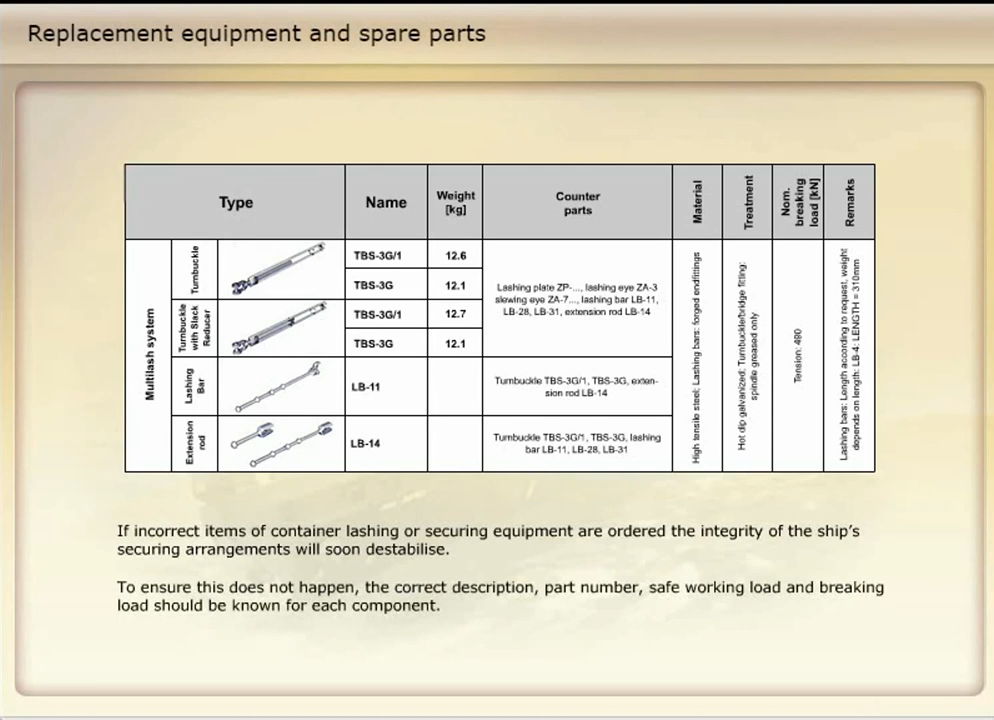 Replacement equipment and spare parts
Type
Name
Weight
[kg]
Counter
parts
Material
Treatment
Nom.
breaking
load [kN]
Remarks
Multilash system
Turnbuckle
TBS-3G/1
12.6
TBS-3G
12.1
Turnbuckle
with Slack
Reducer
TBS-3G/1
12.7
TBS-3G
12.1
Lashing plate ZP-..., lashing eye ZA-3
slewing eye ZA-7..., lashing bar LB-11,
LB-28, LB-31, extension rod LB-14
Lashing
Bar
LB-11
Turnbuckle TBS-3G/1, TBS-3G, exten-
sion rod LB-14
Extension
rod
LB-14
Turnbuckle TBS-3G/1, TBS-3G, lashing
bar LB-11, LB-28, LB-31
High tensile steel; Lashing bars: forged endfittings
Hot dip galvanized; Turnbuckle/bridge fitting:
spindle greased only
Tension: 490
Lashing bars: Length according to request, weight
depends on length: LB-4: LENGTH = 310mm
If incorrect items of container lashing or securing equipment are ordered the integrity of the ship's
securing arrangements will soon destabilise.
To ensure this does not happen, the correct description, part number, safe working load and breaking
load should be known for each component.